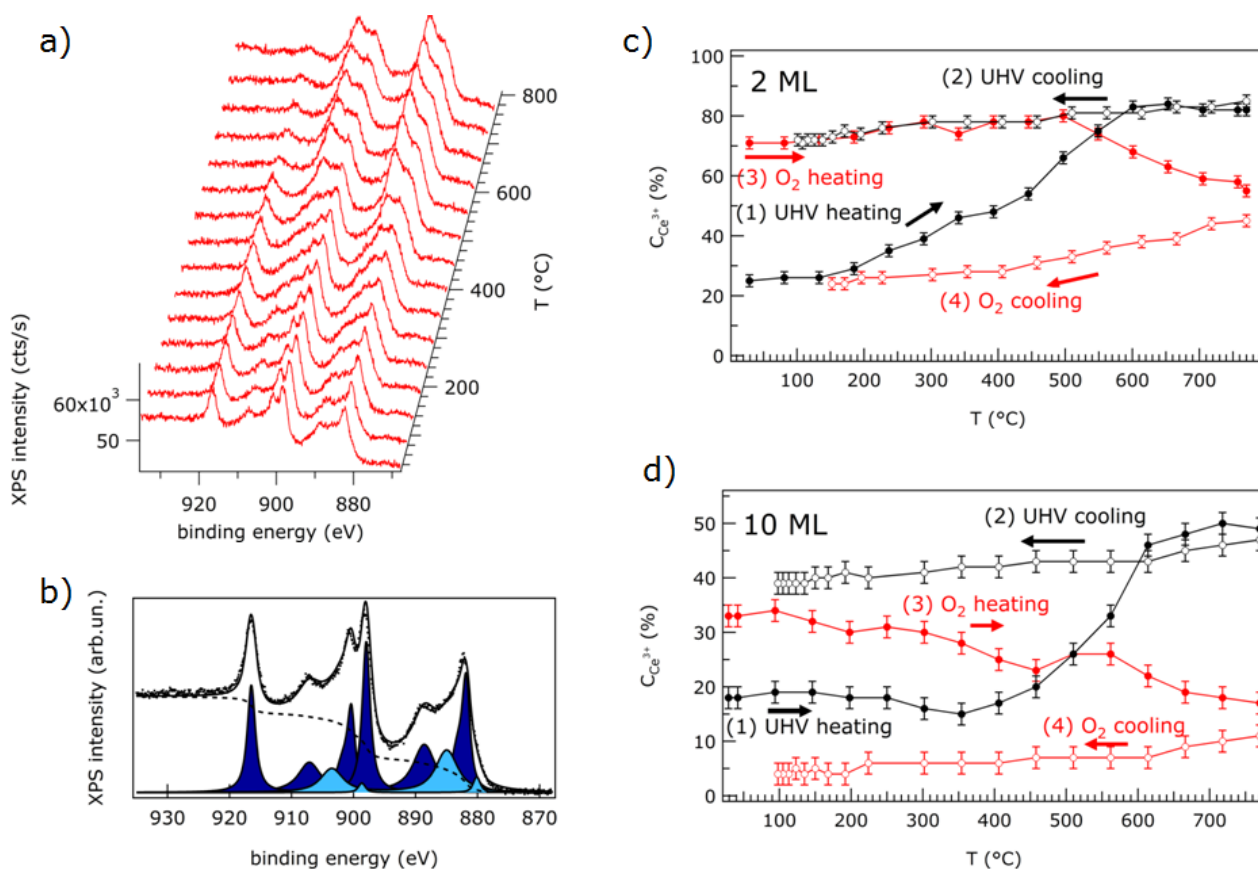 a)
800
600
400
200
T (°C)
XPS intensity (cts/s)
60x10³
50
920 900 880
binding energy (eV)
b)
XPS intensity (arb.un.)
930 920 910 900 890 880 870
binding energy (eV)
c)
2 ML
(2) UHV cooling
(3) O₂ heating
(1) UHV heating
(4) O₂ cooling
C_Ce³⁺ (%)
100
80
60
40
20
0
100 200 300 400 500 600 700
T (°C)
d)
10 ML
(2) UHV cooling
(3) O₂ heating
(1) UHV heating
(4) O₂ cooling
C_Ce³⁺ (%)
50
40
30
20
10
0
100 200 300 400 500 600 700
T (°C)